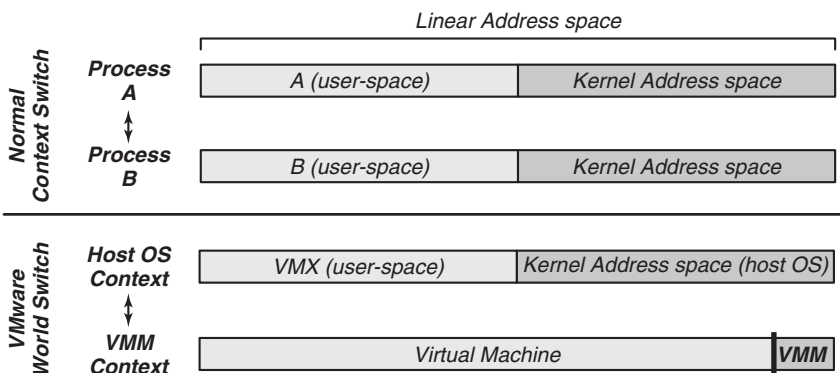 Linear Address space
Normal
Context Switch
Process
A
A (user-space)
Kernel Address space
Process
B
B (user-space)
Kernel Address space
VMware
World Switch
Host OS
Context
VMX (user-space)
Kernel Address space (host OS)
VMM
Context
Virtual Machine
VMM